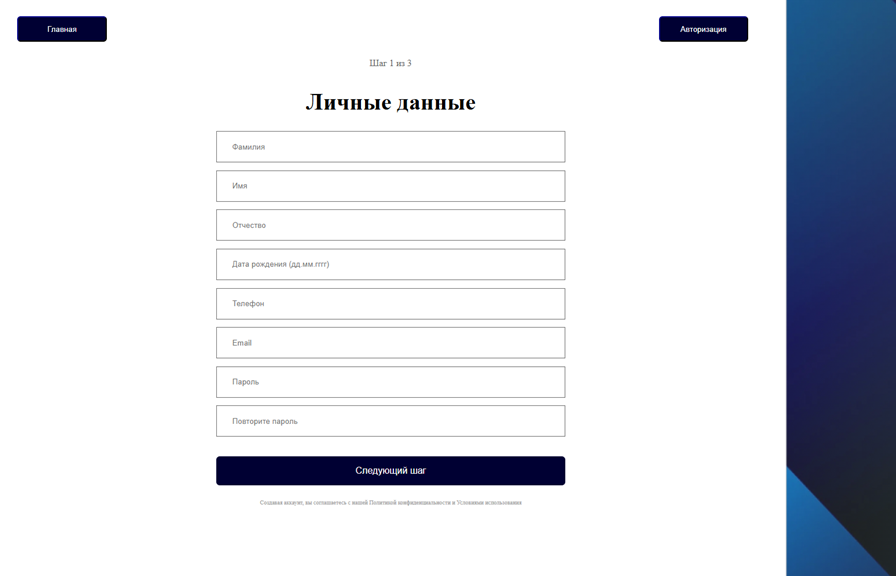 Главная
Авторизация
Шаг 1 из 3
Личные данные
Фамилия
Имя
Отчество
Дата рождения (дд.мм.гггг)
Телефон
Email
Пароль
Повторите пароль
Следующий шаг
Создавая аккаунт, вы соглашаетесь с нашей Политикой конфиденциальности и Условиями использования